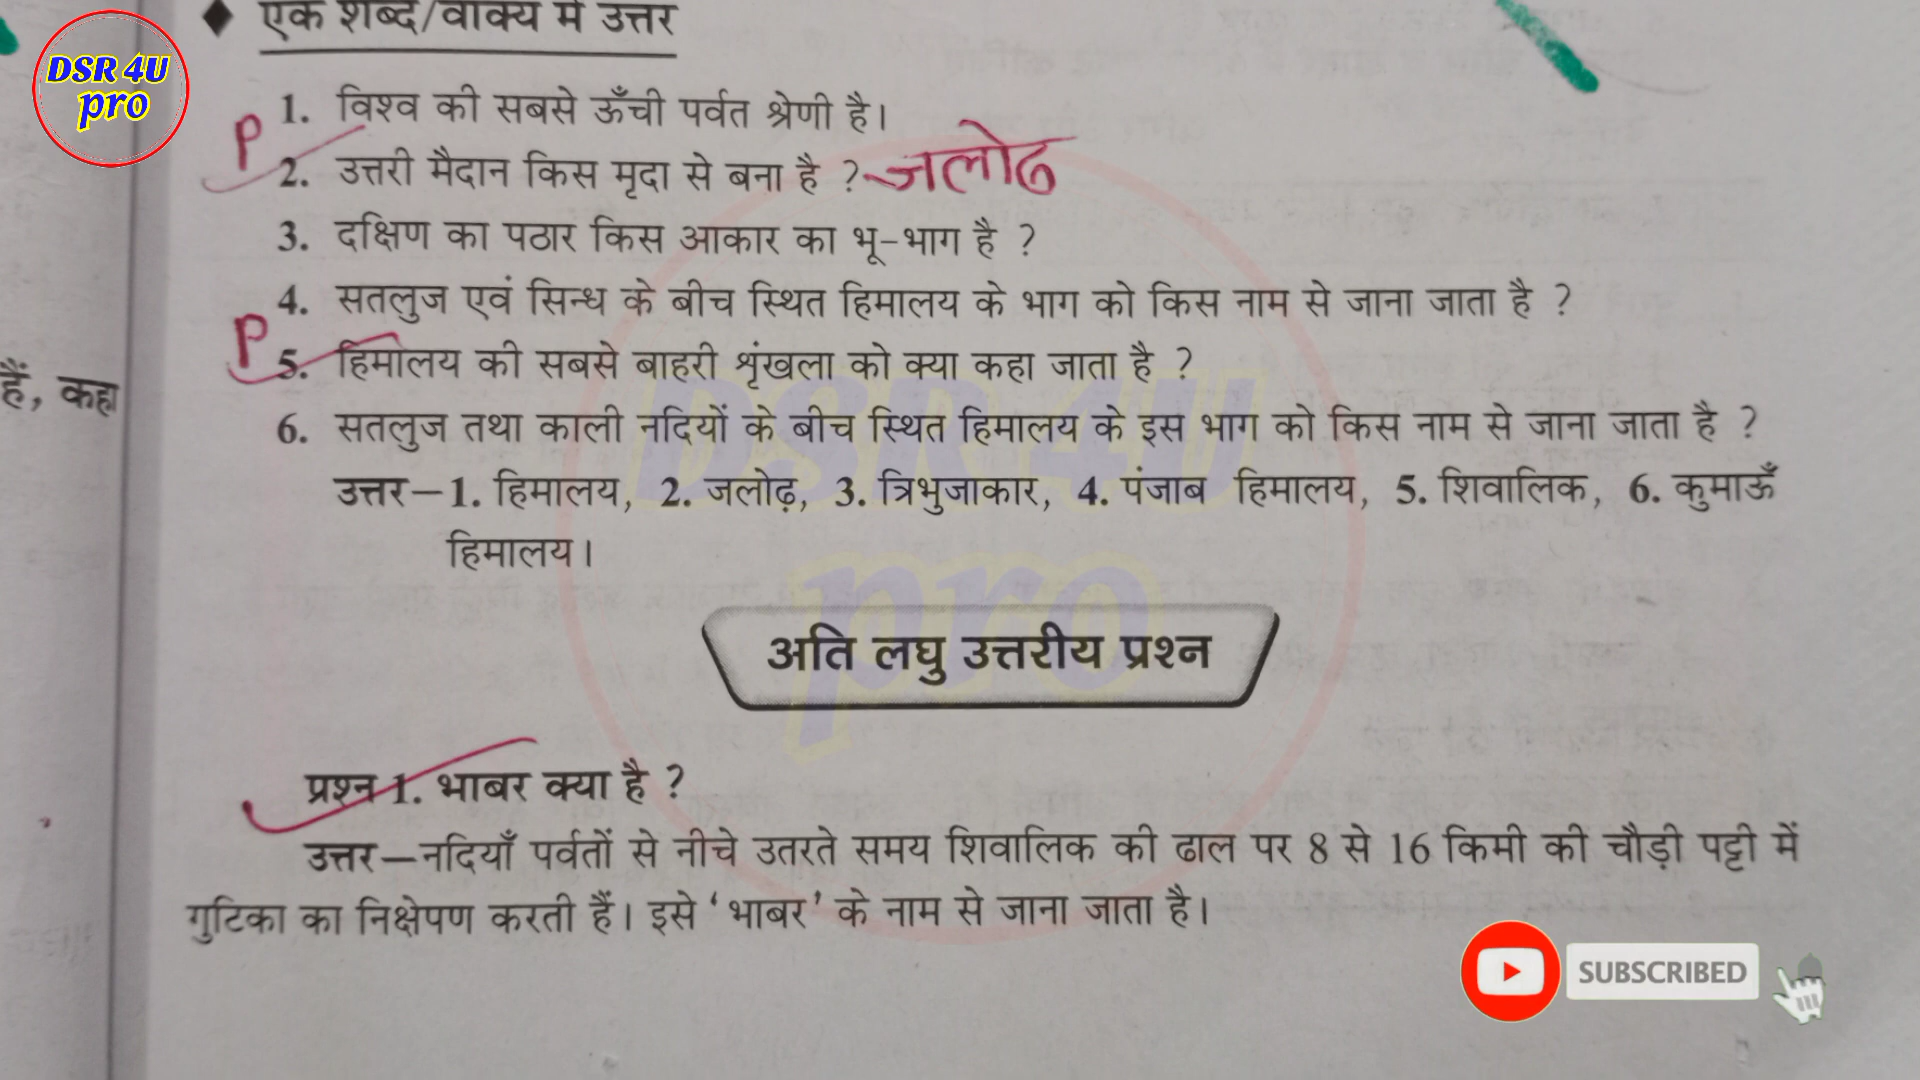 ◆ एक शब्द/वाक्य में उत्तर
DSR 4U
pro
1. विश्व की सबसे ऊँची पर्वत श्रेणी है।
P
2. उत्तरी मैदान किस मृदा से बना है ? जलोढ
3. दक्षिण का पठार किस आकार का भू-भाग है ?
4. सतलुज एवं सिन्ध के बीच स्थित हिमालय के भाग को किस नाम से जाना जाता है ?
P
5. हिमालय की सबसे बाहरी शृंखला को क्या कहा जाता है ?
हैं, कहा
6. सतलुज तथा काली नदियों के बीच स्थित हिमालय के इस भाग को किस नाम से जाना जाता है ?
उत्तर—1. हिमालय, 2. जलोढ़, 3. त्रिभुजाकार, 4. पंजाब हिमालय, 5. शिवालिक, 6. कुमाऊँ
हिमालय।
DSR 4U
pro
अति लघु उत्तरीय प्रश्न
प्रश्न 1. भाबर क्या है ?
उत्तर—नदियाँ पर्वतों से नीचे उतरते समय शिवालिक की ढाल पर 8 से 16 किमी की चौड़ी पट्टी में
गुटिका का निक्षेपण करती हैं। इसे ‘भाबर’ के नाम से जाना जाता है।
SUBSCRIBED